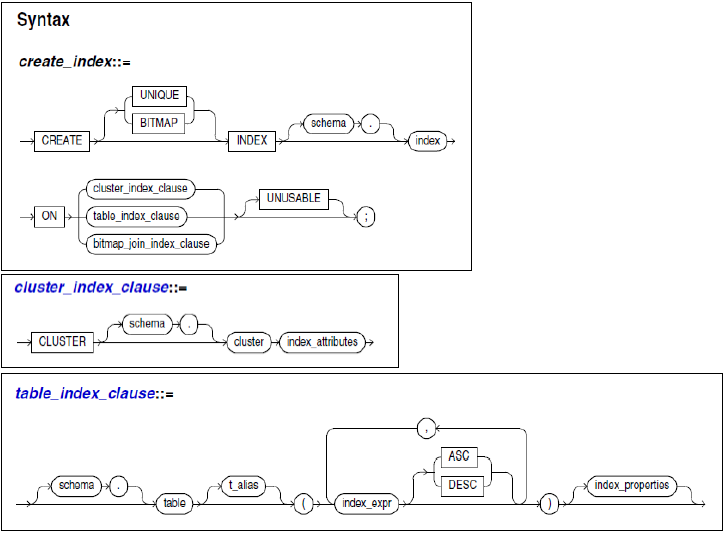 Syntax
create_index::=
UNIQUE
BITMAP
schema .
CREATE INDEX index
cluster_index_clause
UNUSABLE
ON table_index_clause ;
bitmap_join_index_clause
cluster_index_clause::=
schema .
CLUSTER cluster index_attributes
table_index_clause::=
,
ASC
schema . t_alias DESC index_properties
table ( index_expr )